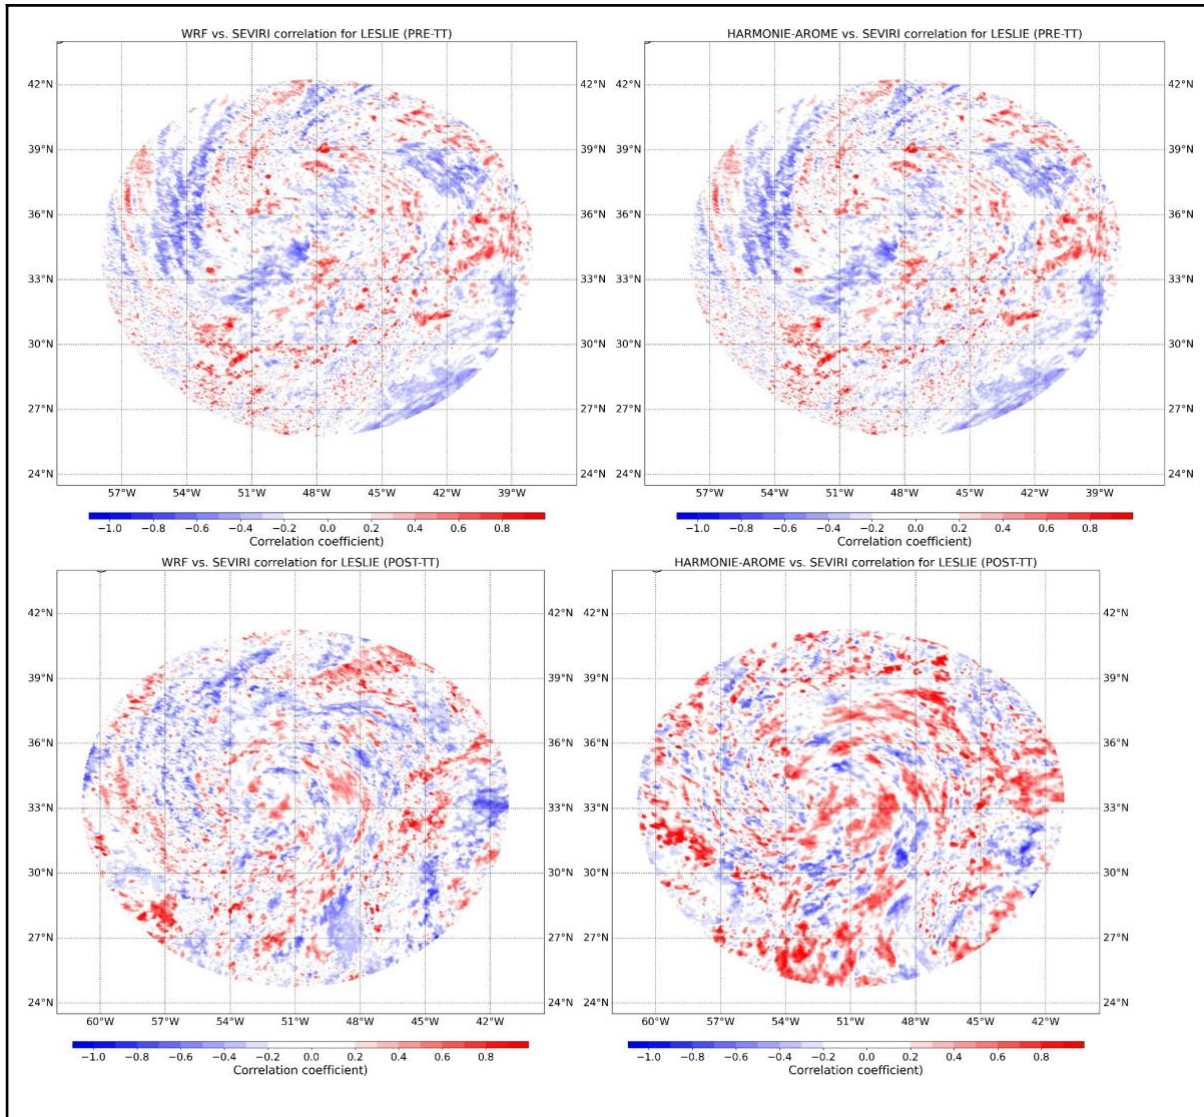 WRF vs. SEVIRI correlation for LESLIE (PRE-TT)
42°N
42°N
39°N
39°N
36°N
36°N
33°N
33°N
30°N
30°N
27°N
27°N
24°N
24°N
57°W 54°W 51°W 48°W 45°W 42°W 39°W
−1.0 −0.8 −0.6 −0.4 −0.2 0.0 0.2 0.4 0.6 0.8
Correlation coefficient)
HARMONIE-AROME vs. SEVIRI correlation for LESLIE (PRE-TT)
42°N
42°N
39°N
39°N
36°N
36°N
33°N
33°N
30°N
30°N
27°N
27°N
24°N
24°N
57°W 54°W 51°W 48°W 45°W 42°W 39°W
−1.0 −0.8 −0.6 −0.4 −0.2 0.0 0.2 0.4 0.6 0.8
Correlation coefficient)
WRF vs. SEVIRI correlation for LESLIE (POST-TT)
42°N
42°N
39°N
39°N
36°N
36°N
33°N
33°N
30°N
30°N
27°N
27°N
24°N
24°N
60°W 57°W 54°W 51°W 48°W 45°W 42°W
−1.0 −0.8 −0.6 −0.4 −0.2 0.0 0.2 0.4 0.6 0.8
Correlation coefficient)
HARMONIE-AROME vs. SEVIRI correlation for LESLIE (POST-TT)
42°N
42°N
39°N
39°N
36°N
36°N
33°N
33°N
30°N
30°N
27°N
27°N
24°N
24°N
60°W 57°W 54°W 51°W 48°W 45°W 42°W
−1.0 −0.8 −0.6 −0.4 −0.2 0.0 0.2 0.4 0.6 0.8
Correlation coefficient)